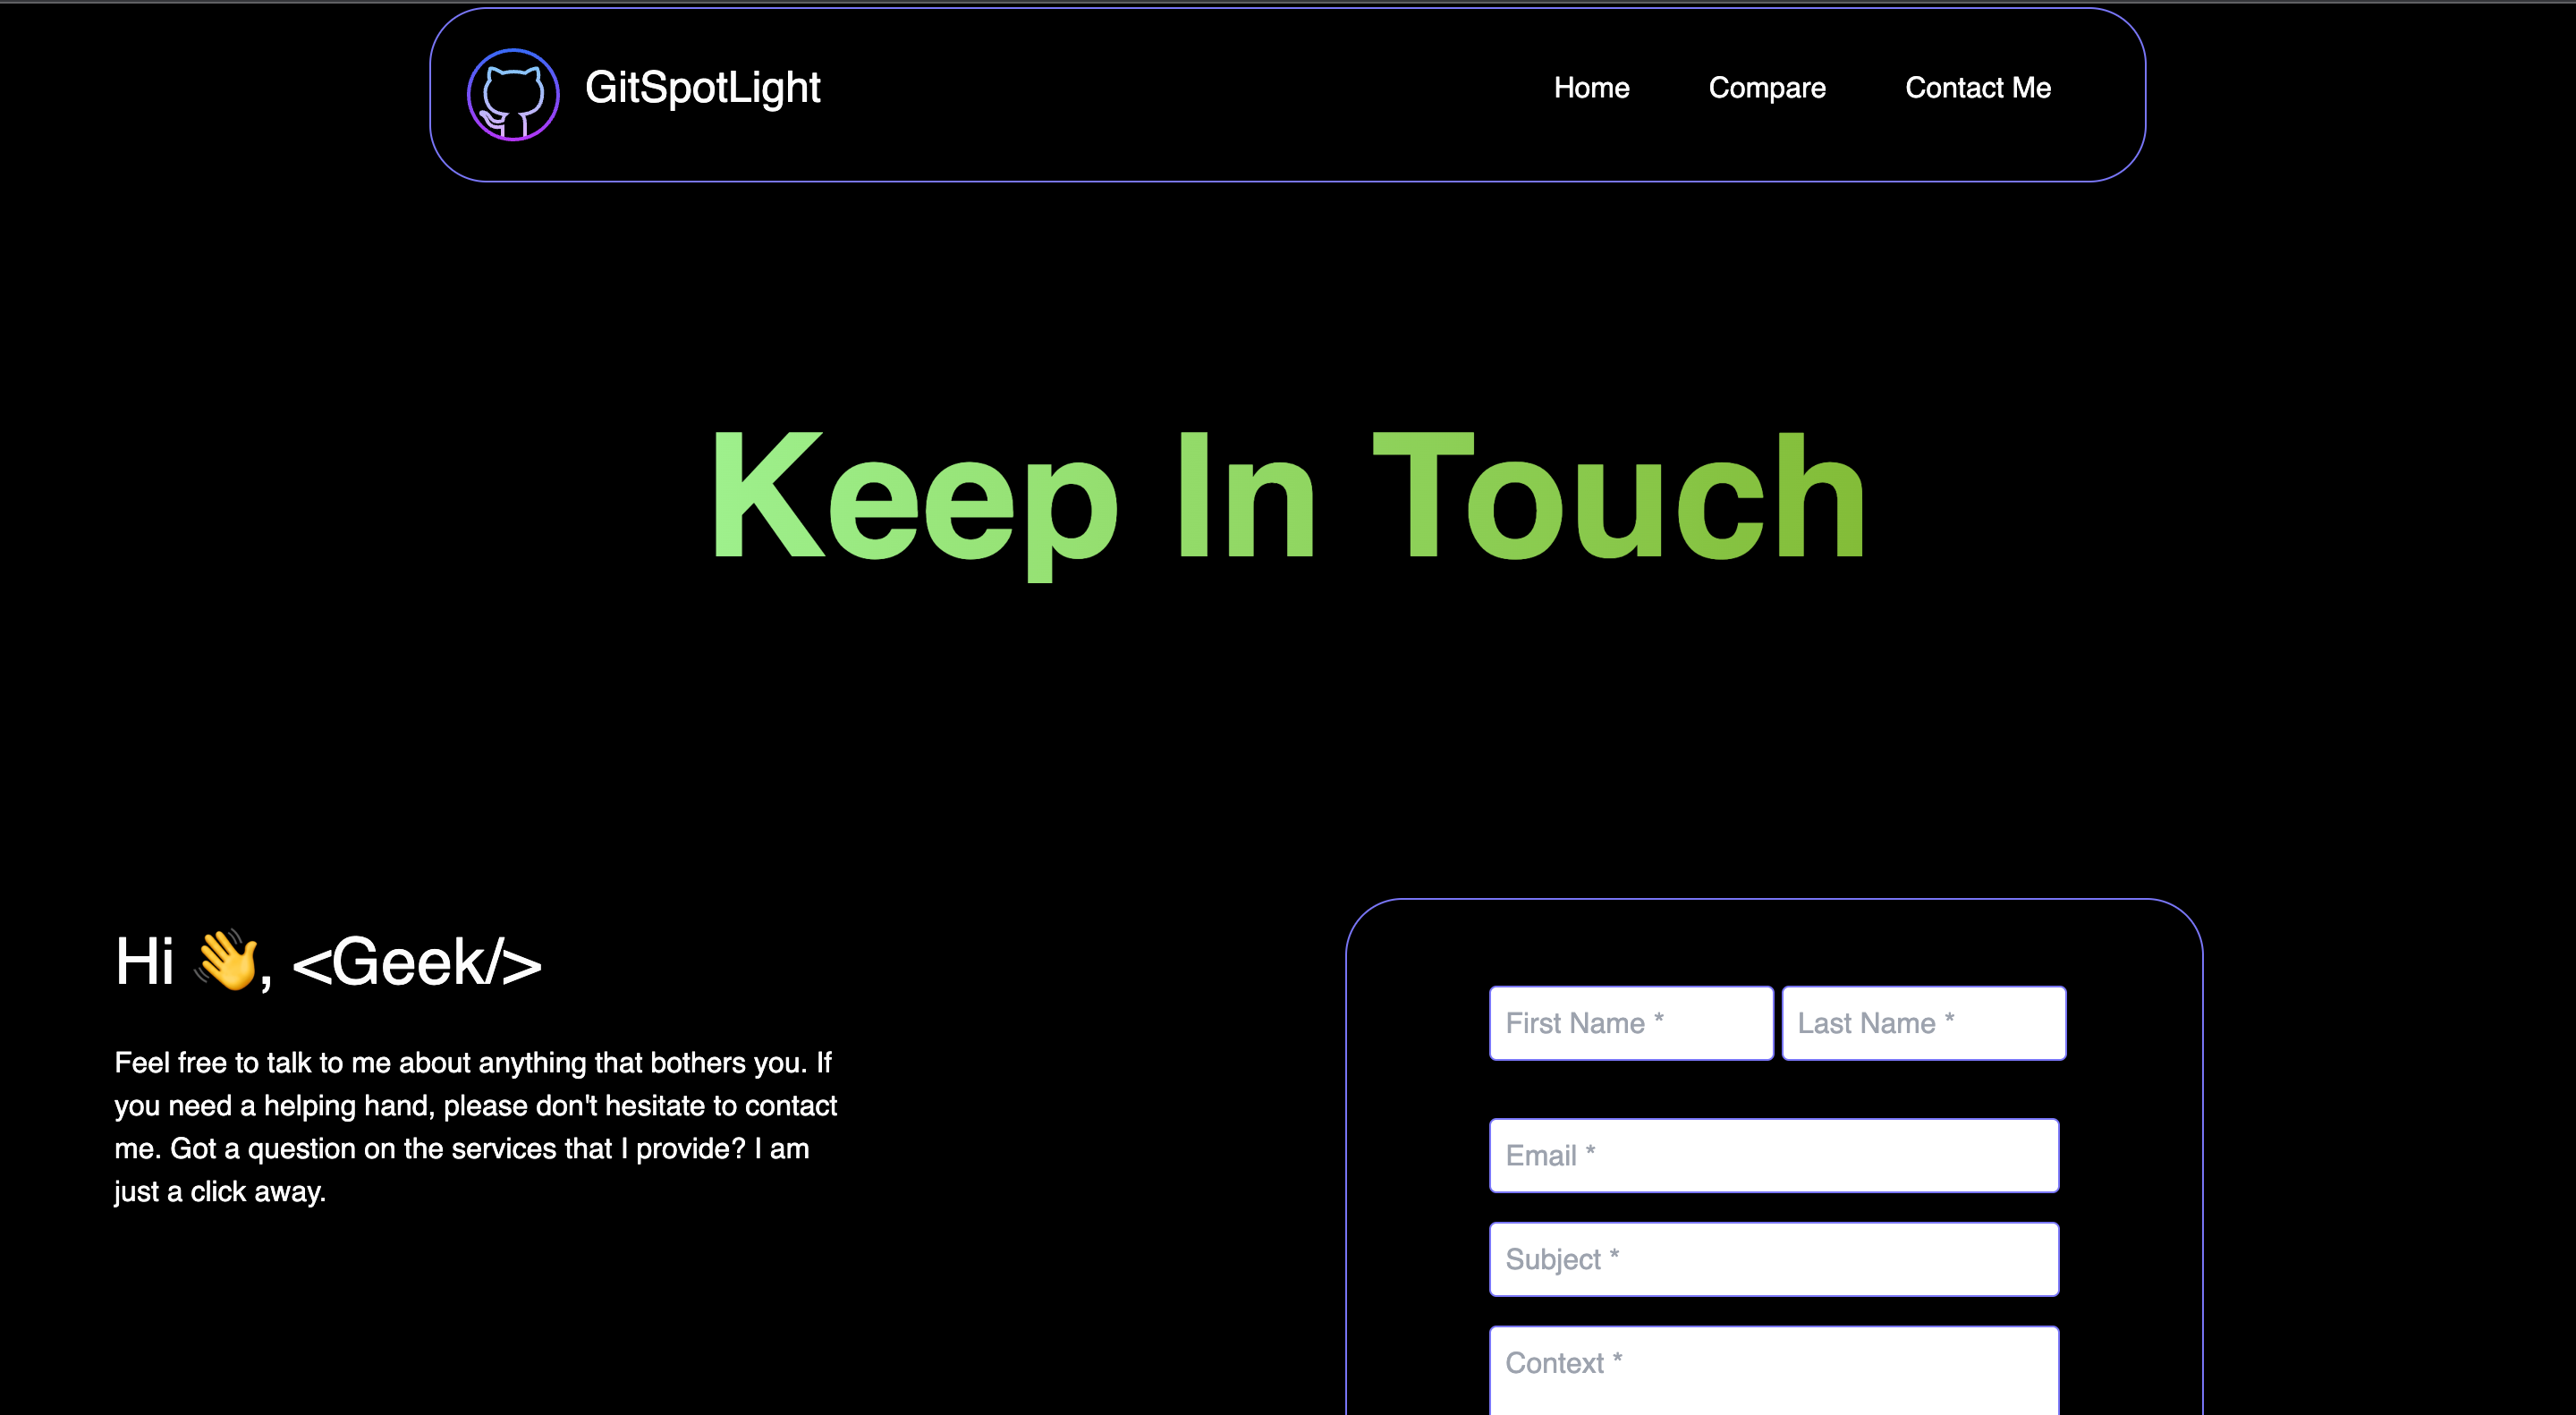 GitSpotLight
Home Compare Contact Me
Keep In Touch
Hi 👋, <Geek/>
Feel free to talk to me about anything that bothers you. If
you need a helping hand, please don't hesitate to contact
me. Got a question on the services that I provide? I am
just a click away.
First Name * Last Name *
Email *
Subject *
Context *